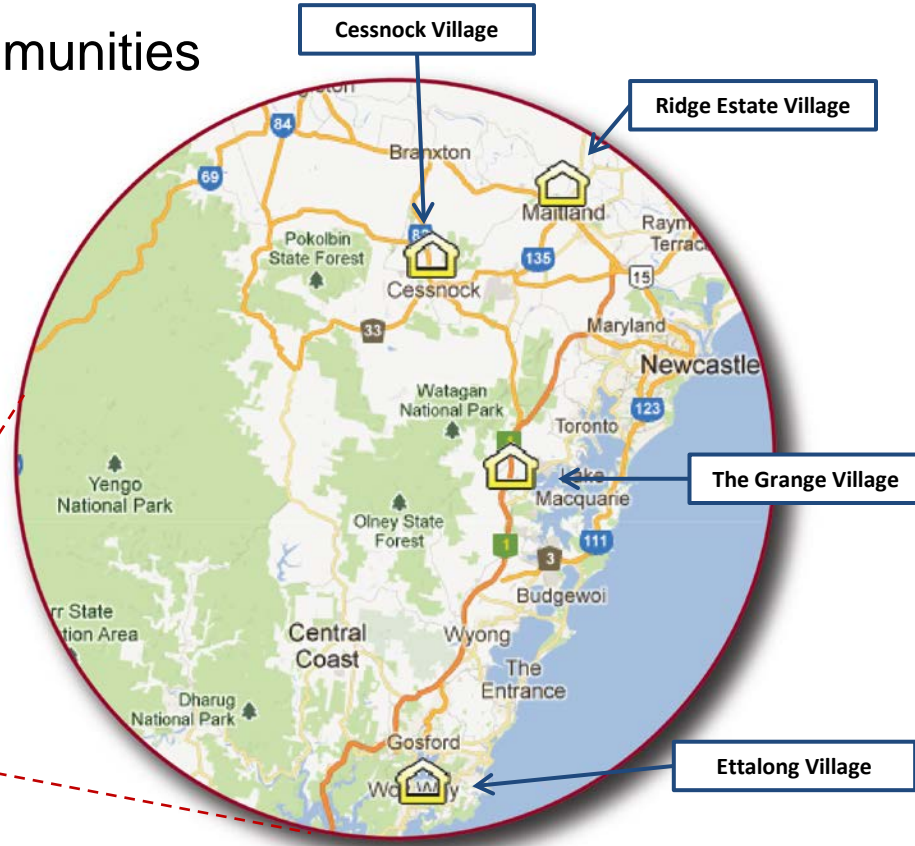 munities
Cessnock Village
Ridge Estate Village
84
Branxton
69
Maitland
Pokolbin
State Forest
135
15
Cessnock
33
Maryland
Newcastle
Watagan
National Park
123
Toronto
The Grange Village
Macquarie
Yengo
National Park
Olney State
Forest
1
111
3
Budgewoi
Central
Coast
Wyong
The
Entrance
Dharug
National Park
Gosford
Ettalong Village